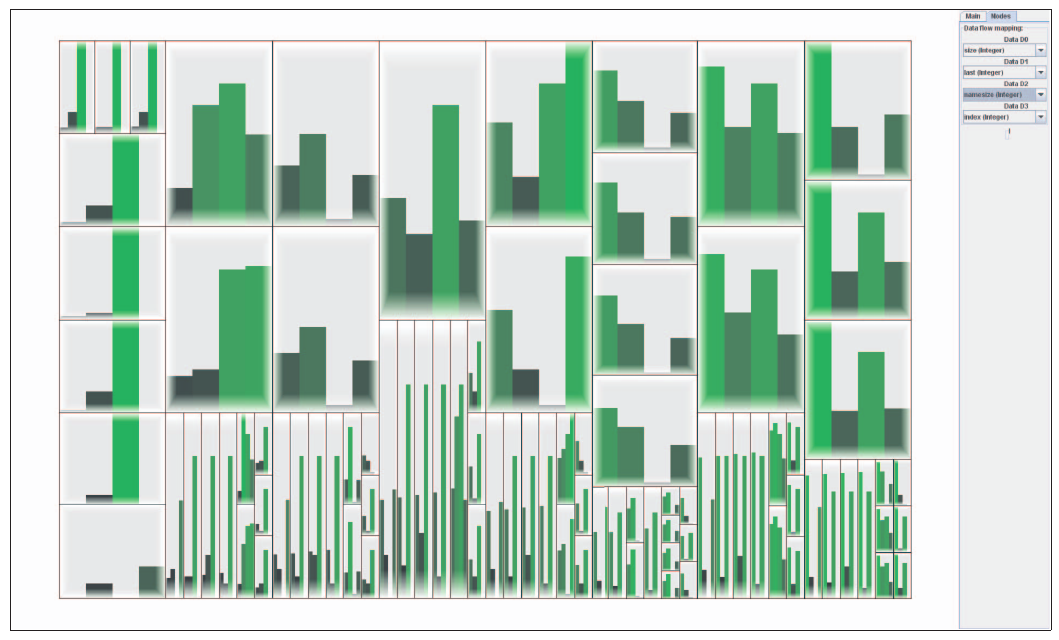 Main Nodes
Data flow mapping:
Data D0
size (Integer)
Data D1
last (Integer)
Data D2
namesize (Integer)
Data D3
index (Integer)